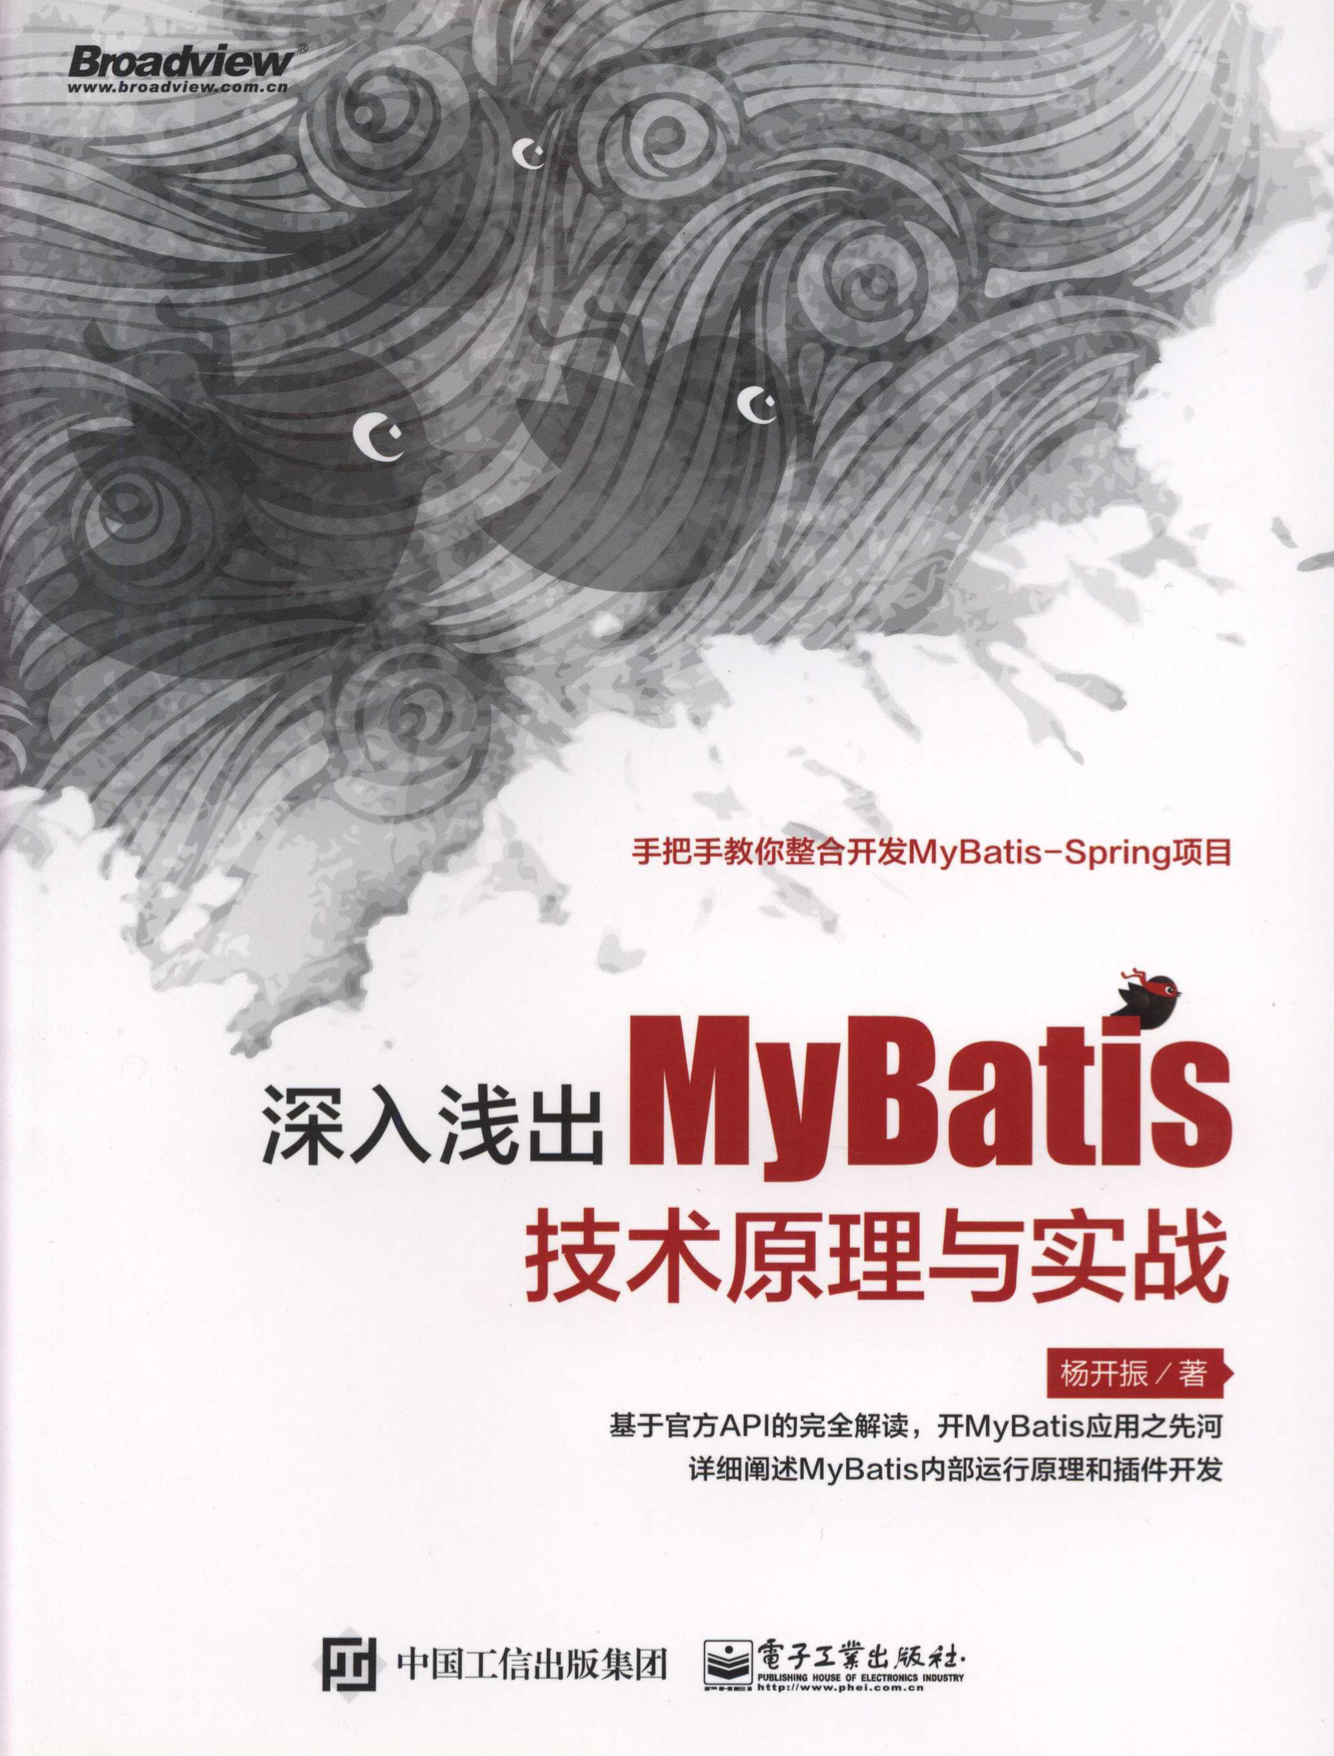 Broadview®
www.broadview.com.cn
手把手教你整合开发MyBatis-Spring项目
深入浅出MyBatis
技术原理与实战
杨开振／著
基于官方API的完全解读，开MyBatis应用之先河
详细阐述MyBatis内部运行原理和插件开发
中国工信出版集团
電子工業出版社·
PUBLISHING HOUSE OF ELECTRONICS INDUSTRY
PHEI
http://www.phei.com.cn